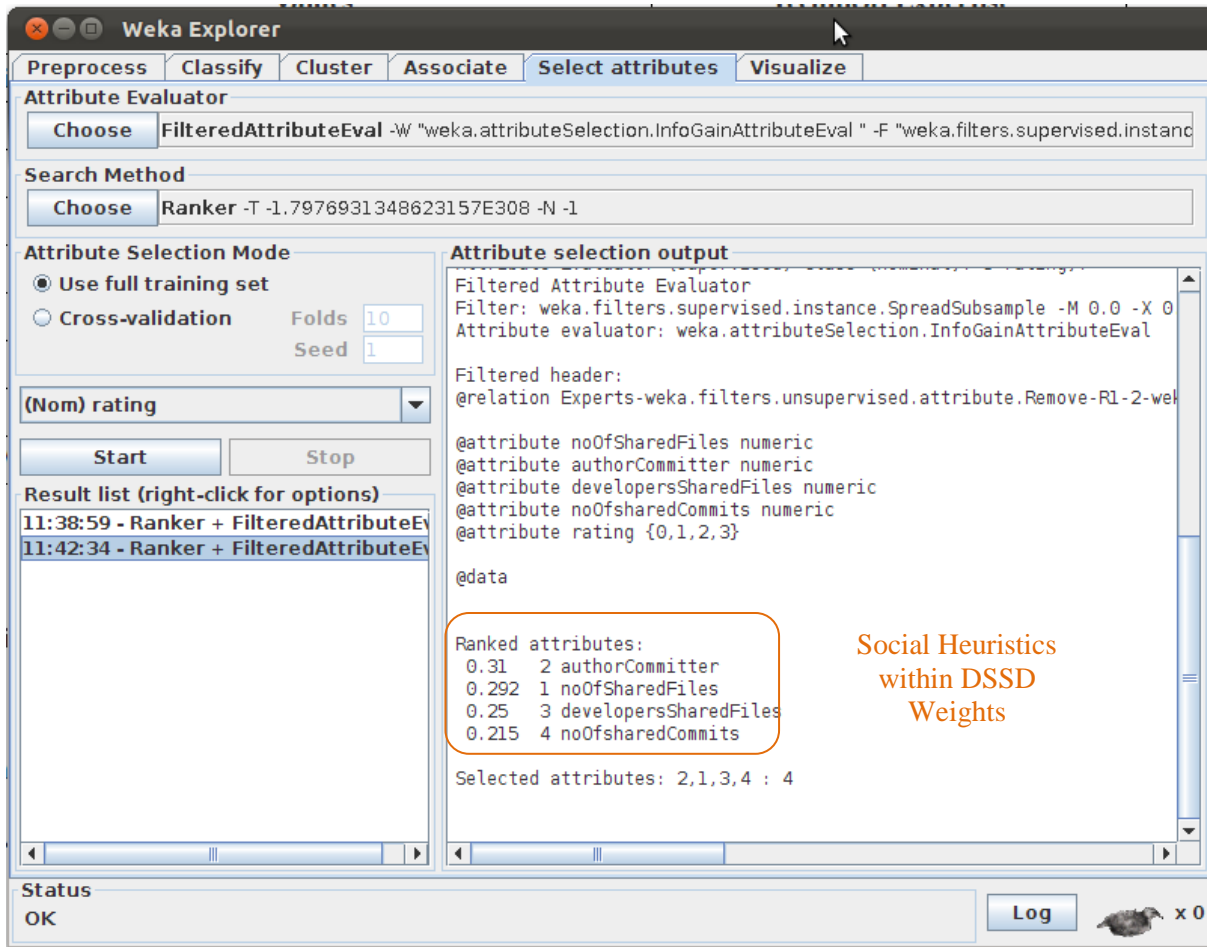 Weka Explorer
Preprocess Classify Cluster Associate Select attributes Visualize
Attribute Evaluator
Choose FilteredAttributeEval -W "weka.attributeSelection.InfoGainAttributeEval " -F "weka.filters.supervised.instanc
Search Method
Choose Ranker -T -1.7976931348623157E308 -N -1
Attribute Selection Mode
Use full training set
Cross-validation Folds 10
Seed 1
(Nom) rating
Start Stop
Result list (right-click for options)
11:38:59 - Ranker + FilteredAttributeEv
11:42:34 - Ranker + FilteredAttributeEv
Attribute selection output
Filtered Attribute Evaluator
Filter: weka.filters.supervised.instance.SpreadSubsample -M 0.0 -X 0
Attribute evaluator: weka.attributeSelection.InfoGainAttributeEval
Filtered header:
@relation Experts-weka.filters.unsupervised.attribute.Remove-R1-2-wek
@attribute noOfSharedFiles numeric
@attribute authorCommitter numeric
@attribute developersSharedFiles numeric
@attribute noOfsharedCommits numeric
@attribute rating {0,1,2,3}
@data
Ranked attributes:
0.31 2 authorCommitter
0.292 1 noOfSharedFiles
0.25 3 developersSharedFiles
0.215 4 noOfsharedCommits
Selected attributes: 2,1,3,4 : 4
Social Heuristics
within DSSD
Weights
Status
OK
Log x 0